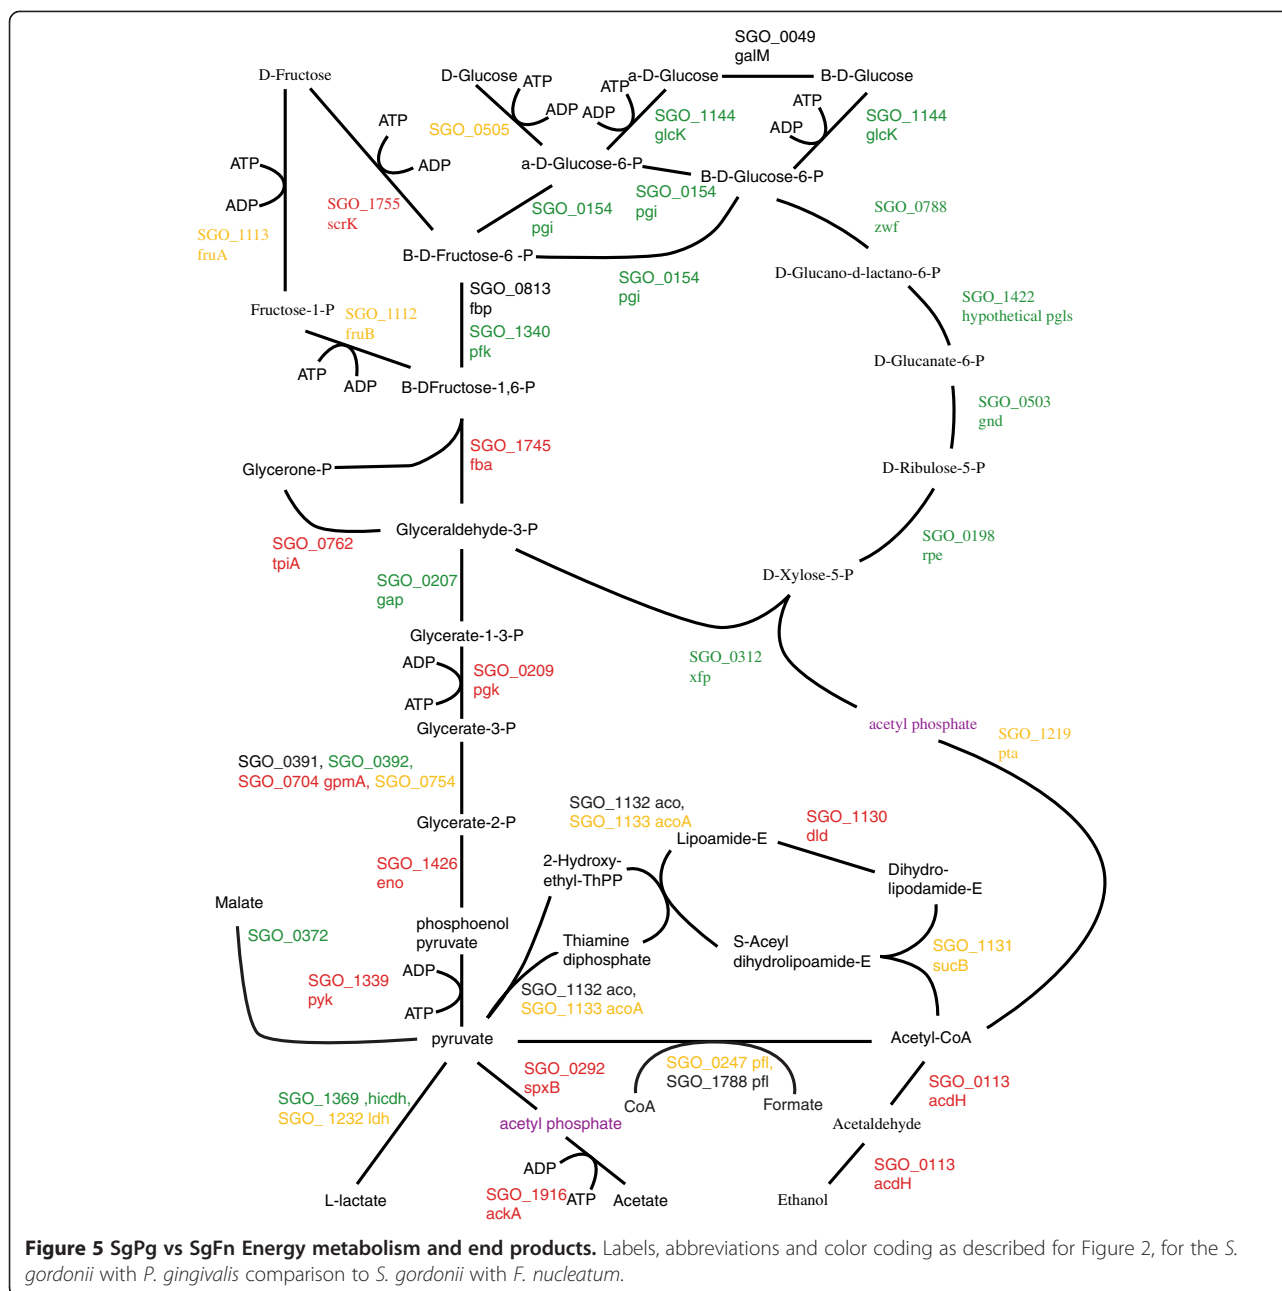 SGO_0049
galM
D-Fructose
D-Glucose
ATP
ADP
a-D-Glucose
B-D-Glucose
ATP
ADP
SGO_1144
glcK
ATP
ADP
SGO_1144
glcK
SGO_0505
ATP
ADP
ATP
ADP
a-D-Glucose-6-P
B-D-Glucose-6-P
SGO_0154
pgi
SGO_1755
scrK
SGO_0154
pgi
SGO_0788
zwf
SGO_1113
fruA
B-D-Fructose-6 -P
SGO_0154
pgi
D-Glucano-d-lactano-6-P
SGO_0813
fbp
SGO_1340
pfk
SGO_1422
hypothetical pgls
Fructose-1-P
SGO_1112
fruB
ATP
ADP
B-DFructose-1,6-P
D-Glucanate-6-P
SGO_0503
gnd
SGO_1745
fba
Glycerone-P
D-Ribulose-5-P
SGO_0762
tpiA
Glyceraldehyde-3-P
SGO_0198
rpe
SGO_0207
gap
D-Xylose-5-P
Glycerate-1-3-P
ADP
ATP
SGO_0209
pgk
SGO_0312
xfp
Glycerate-3-P
acetyl phosphate
SGO_1219
pta
SGO_0391, SGO_0392,
SGO_0704 gpmA, SGO_0754
Glycerate-2-P
SGO_1132 aco,
SGO_1133 acoA
Lipoamide-E
SGO_1130
dld
SGO_1426
eno
2-Hydroxy-
ethyl-ThPP
Dihydro-
lipodamide-E
Malate
SGO_0372
phosphoenol
pyruvate
Thiamine
diphosphate
S-Aceyl
dihydrolipoamide-E
SGO_1131
sucB
ADP
ATP
SGO_1339
pyk
SGO_1132 aco,
SGO_1133 acoA
pyruvate
Acetyl-CoA
SGO_0292
spxB
SGO_0247 pfl,
SGO_1788 pfl
CoA
Formate
SGO_0113
acdH
SGO_1369 ,hicdh,
SGO_ 1232 ldh
acetyl phosphate
Acetaldehyde
ADP
ATP
SGO_1916
ackA
SGO_0113
acdH
L-lactate
Acetate
Ethanol
Figure 5 SgPg vs SgFn Energy metabolism and end products. Labels, abbreviations and color coding as described for Figure 2, for the S.
gordonii with P. gingivalis comparison to S. gordonii with F. nucleatum.